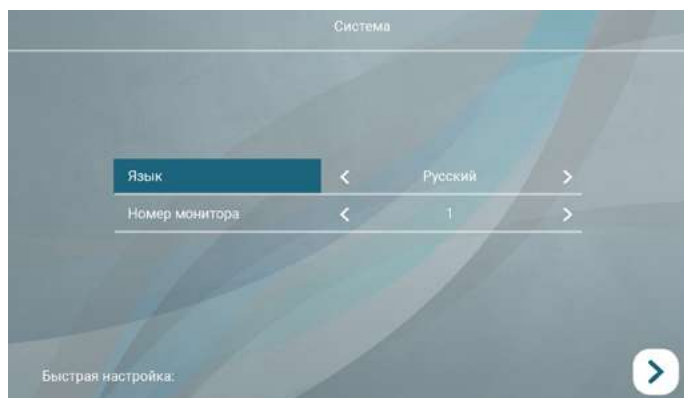 Система
Язык Русский
Номер монитора 1
Быстрая настройка: